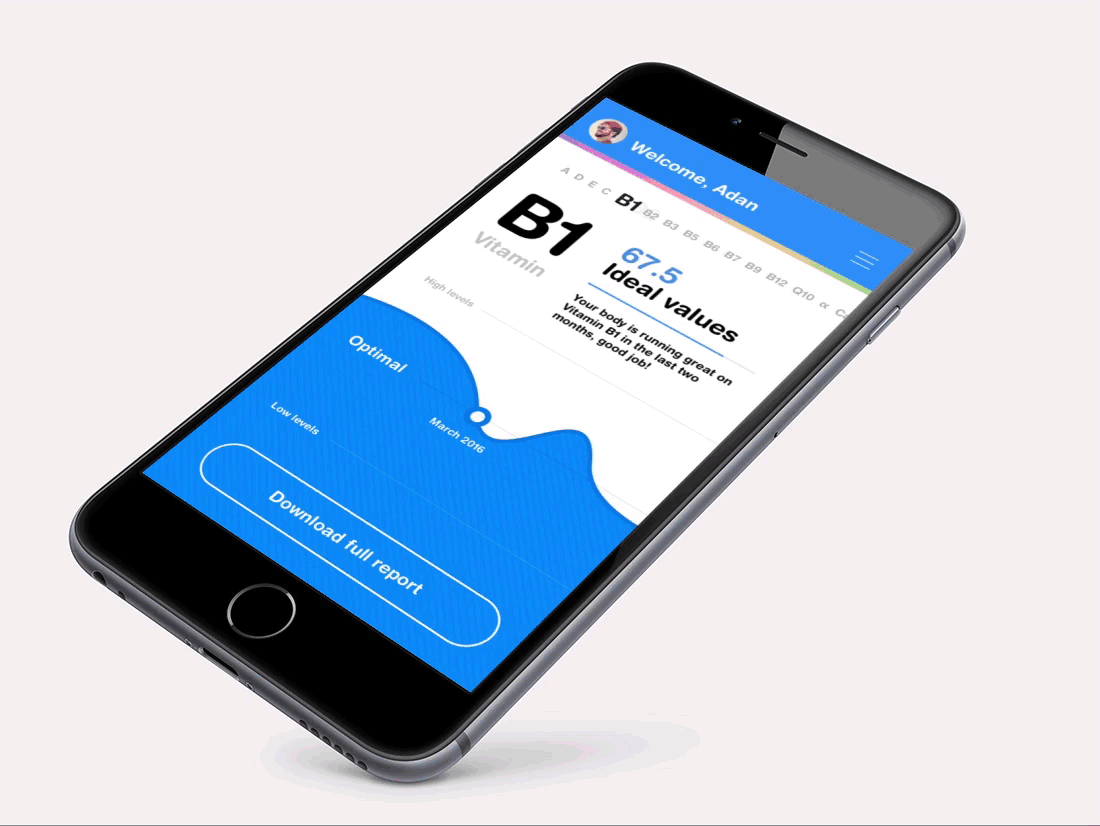 Welcome, Adan
A D E C B1 B2 B3 B5 B6 B7 B9 B12 Q10 ∝
B1
Vitamin
67.5
Ideal values
Your body is running great on
Vitamin B1 in the last two
months, good job!
High levels
Optimal
March 2016
Low levels
Download full report